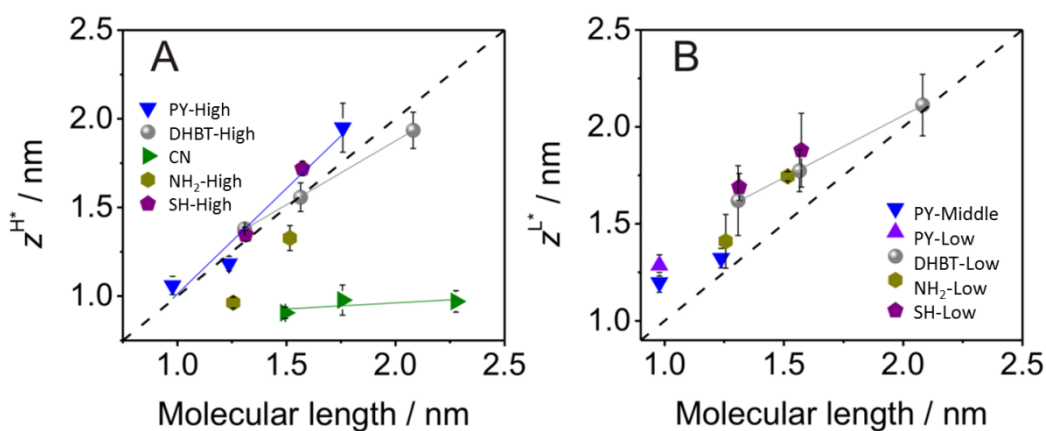 A
2.5
2.0
1.5
1.0
z^H* / nm
PY-High
DHBT-High
CN
NH₂-High
SH-High
1.0 1.5 2.0 2.5
Molecular length / nm
B
2.5
2.0
1.5
1.0
z^L* / nm
PY-Middle
PY-Low
DHBT-Low
NH₂-Low
SH-Low
1.0 1.5 2.0 2.5
Molecular length / nm